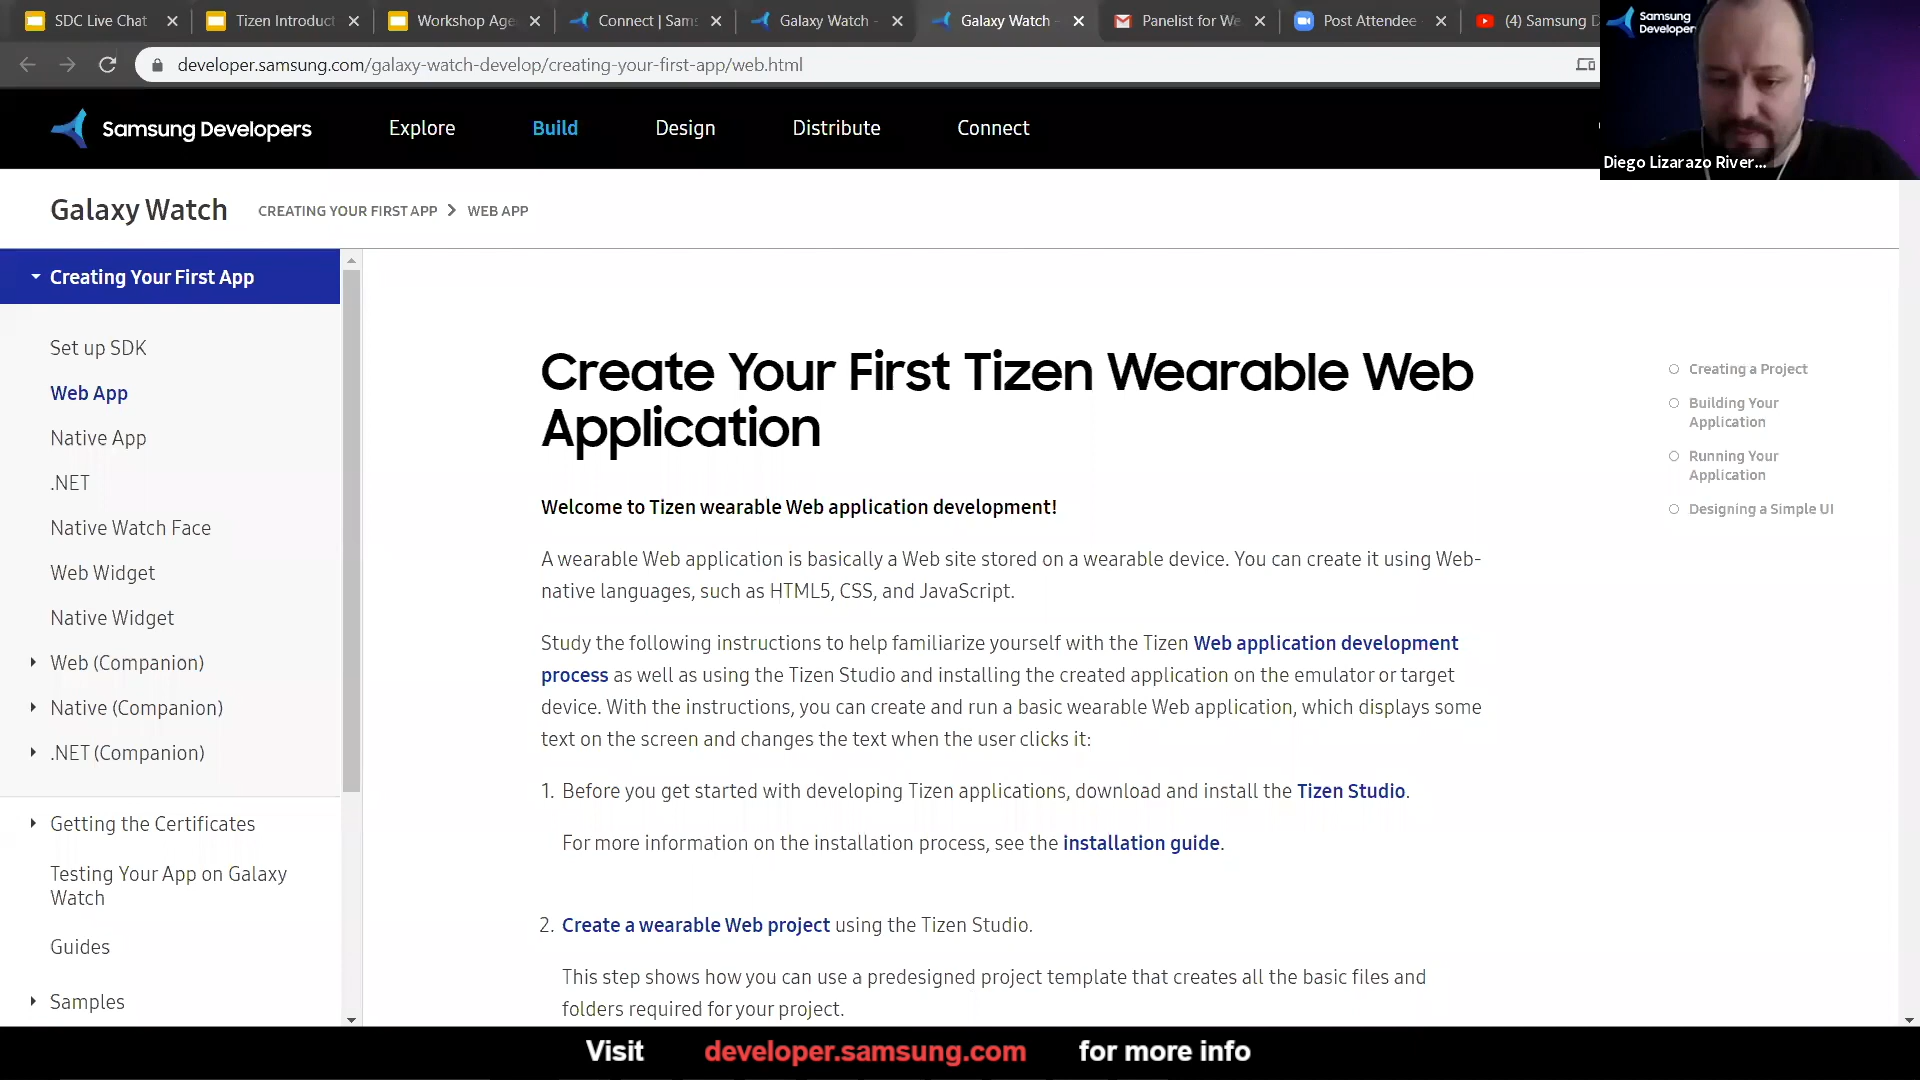 SDC Live Chat
Tizen Introduct
Workshop Age
Connect | Sams
Galaxy Watch -
Galaxy Watch -
Panelist for We
Post Attendee
(4) Samsung D
developer.samsung.com/galaxy-watch-develop/creating-your-first-app/web.html
Samsung
Developers
Diego Lizarazo River...
Samsung Developers
Explore
Build
Design
Distribute
Connect
Galaxy Watch
CREATING YOUR FIRST APP > WEB APP
Creating Your First App
Set up SDK
Web App
Native App
.NET
Native Watch Face
Web Widget
Native Widget
Web (Companion)
Native (Companion)
.NET (Companion)
Getting the Certificates
Testing Your App on Galaxy
Watch
Guides
Samples
Create Your First Tizen Wearable Web
Application
Welcome to Tizen wearable Web application development!
A wearable Web application is basically a Web site stored on a wearable device. You can create it using Web-
native languages, such as HTML5, CSS, and JavaScript.
Study the following instructions to help familiarize yourself with the Tizen Web application development
process as well as using the Tizen Studio and installing the created application on the emulator or target
device. With the instructions, you can create and run a basic wearable Web application, which displays some
text on the screen and changes the text when the user clicks it:
1. Before you get started with developing Tizen applications, download and install the Tizen Studio.
For more information on the installation process, see the installation guide.
2. Create a wearable Web project using the Tizen Studio.
This step shows how you can use a predesigned project template that creates all the basic files and
folders required for your project.
Creating a Project
Building Your
Application
Running Your
Application
Designing a Simple UI
Visit developer.samsung.com for more info